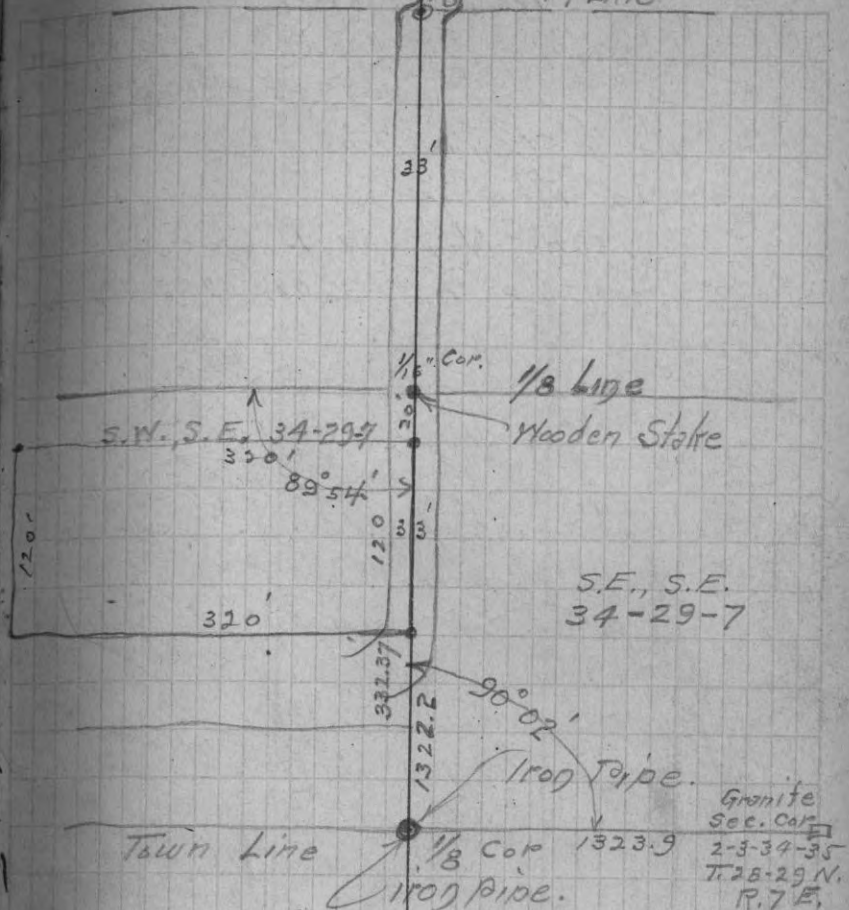 Line
33'
1/16" Cor.
1/8 Line
20'
Wooden Stake
S.W., S.E. 34-29-7
320'
89° 54'
120
33'
120'
S.E., S.E.
34-29-7
320'
332.37
1322.2
90° 02'
Iron Pipe.
Granite
Sec. Cor.
Town Line
1/8 Cor
1323.9
2-3-34-35
T.28-29 N.
R.7 E.
Iron Pipe.